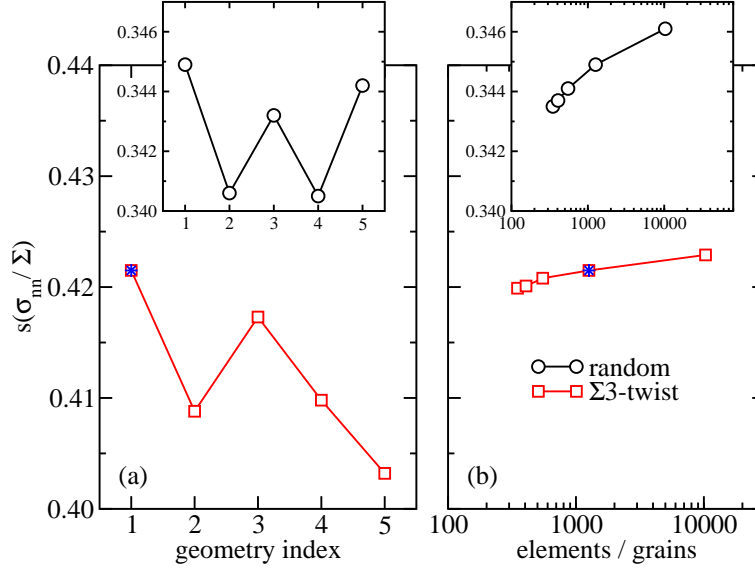 0.346
0.344
0.342
0.340
1 2 3 4 5
0.346
0.344
0.342
0.340
100 1000 10000
0.44
0.43
0.42
0.41
0.40
s(σnn/ Σ)
random
Σ3-twist
(a)
(b)
1 2 3 4 5
geometry index
100 1000 10000
elements / grains